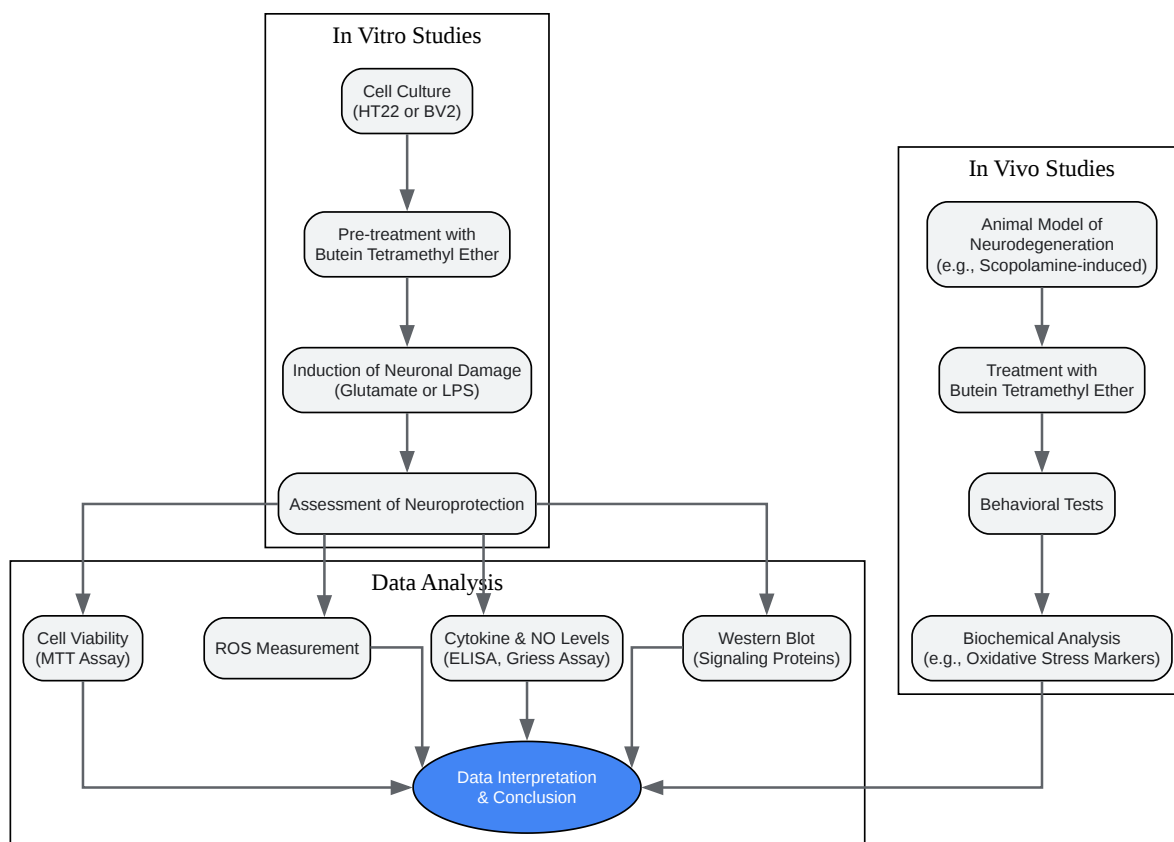 In Vitro Studies
Cell Culture
(HT22 or BV2)
Pre-treatment with
Butein Tetramethyl Ether
Induction of Neuronal Damage
(Glutamate or LPS)
Assessment of Neuroprotection
In Vivo Studies
Animal Model of
Neurodegeneration
(e.g., Scopolamine-induced)
Treatment with
Butein Tetramethyl Ether
Behavioral Tests
Biochemical Analysis
(e.g., Oxidative Stress Markers)
Data Analysis
Cell Viability
(MTT Assay)
ROS Measurement
Cytokine & NO Levels
(ELISA, Griess Assay)
Western Blot
(Signaling Proteins)
Data Interpretation
& Conclusion